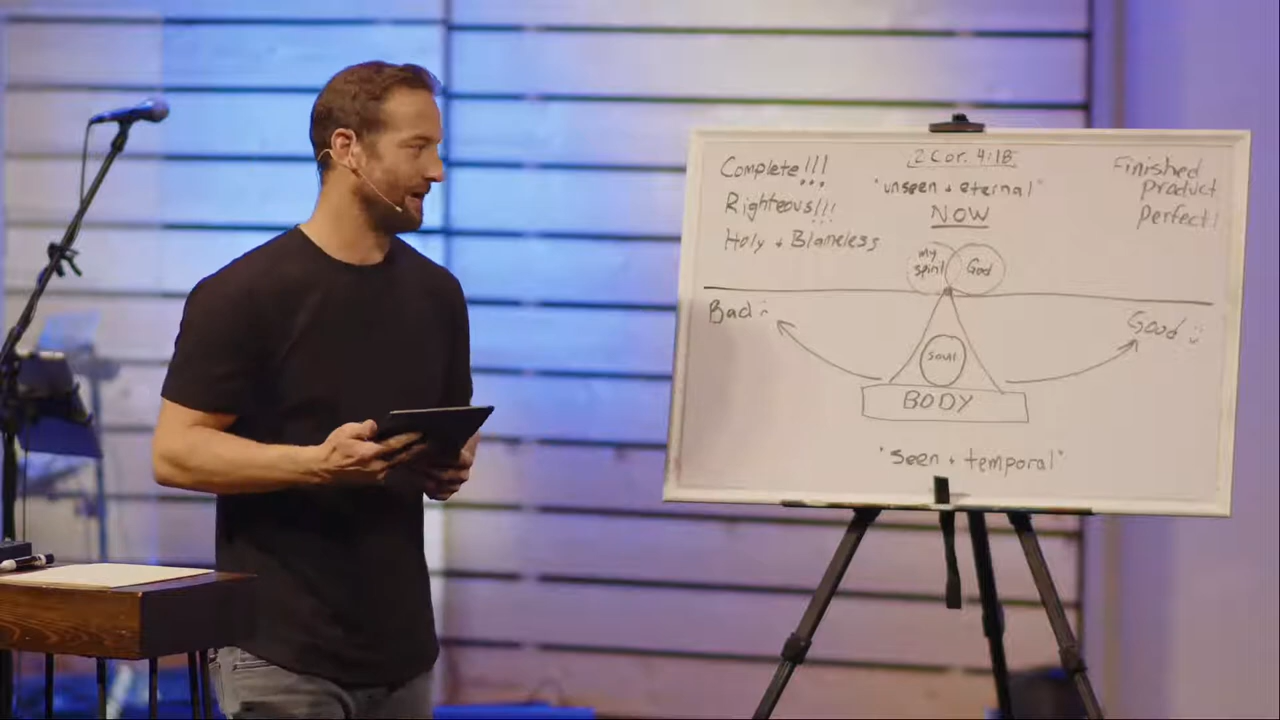 Complete!!!
Righteous!!!
Holy + Blameless
2 Cor. 4:18
"unseen + eternal"
NOW
Finished
Product
Perfect!
my
spirit
God
Bad :
Good :)
Soul
BODY
"seen + temporal"